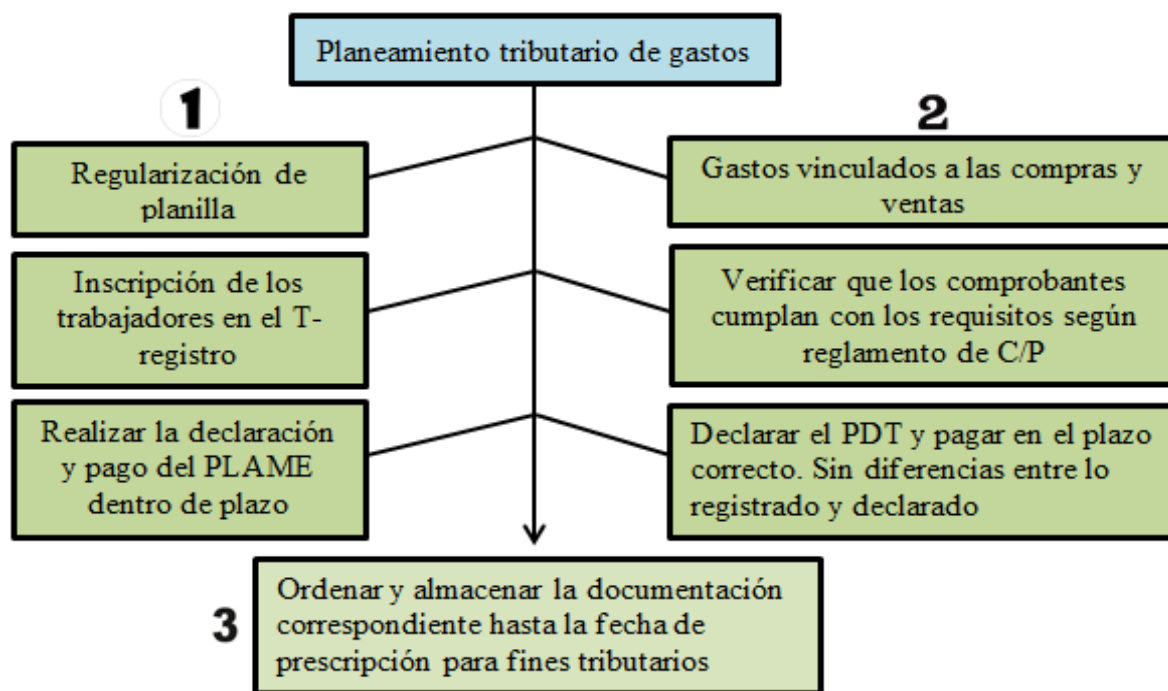 Planeamiento tributario de gastos
1
Regularización de
planilla
Inscripción de los
trabajadores en el T-
registro
Realizar la declaración
y pago del PLAME
dentro de plazo
2
Gastos vinculados a las compras y
ventas
Verificar que los comprobantes
cumplan con los requisitos según
reglamento de C/P
Declarar el PDT y pagar en el plazo
correcto. Sin diferencias entre lo
registrado y declarado
3
Ordenar y almacenar la documentación
correspondiente hasta la fecha de
prescripción para fines tributarios